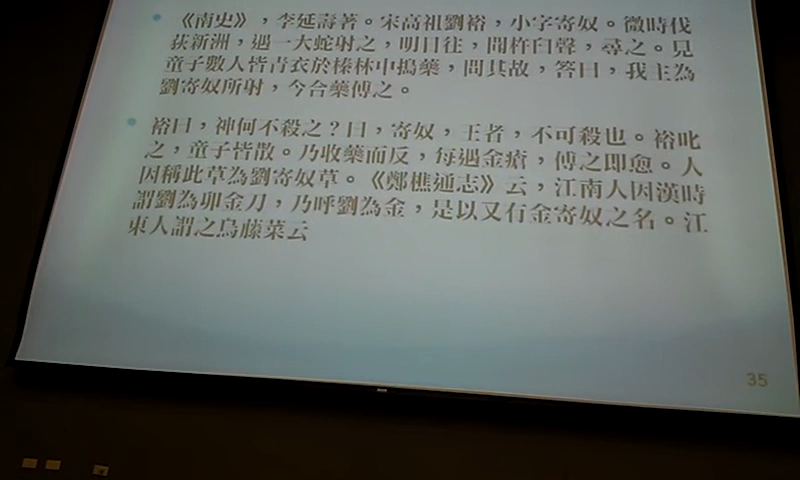 《南史》，李延壽著。宋高祖劉裕，小字寄奴。微時伐
荻新洲，遇一大蛇射之，明日往，聞杵臼聲，尋之。見
童子數人皆青衣於榛林中搗藥，問其故，答曰，我主為
劉寄奴所射，今合藥傅之。
裕曰，神何不殺之？曰，寄奴，王者，不可殺也。裕叱
之，童子皆散。乃收藥而反，每遇金瘡，傅之即愈。人
因稱此草為劉寄奴草。《鄭樵通志》云，江南人因漢時
謂劉為卯金刀，乃呼劉為金，是以又有金寄奴之名。江
東人謂之烏藤菜云
35